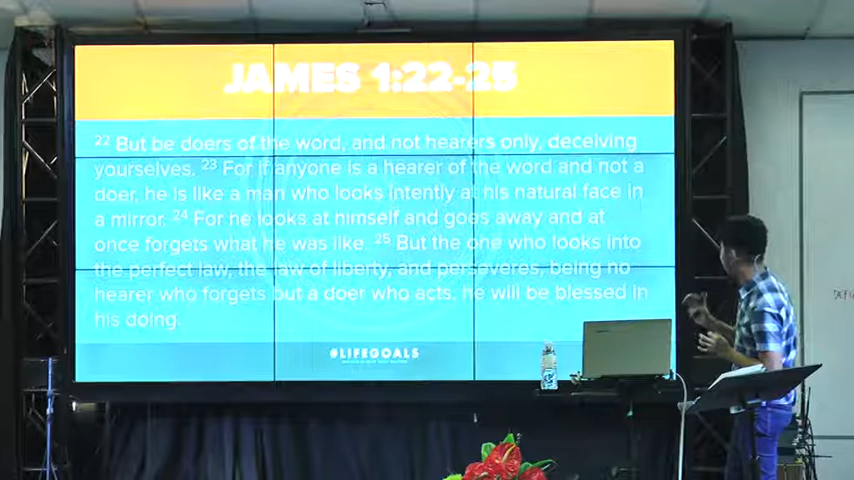 JAMES 1:22-25
22 But be doers of the word, and not hearers only, deceiving
yourselves. 23 For if anyone is a hearer of the word and not a
doer, he is like a man who looks intently at his natural face in
a mirror. 24 For he looks at himself and goes away and at
once forgets what he was like. 25 But the one who looks into
the perfect law, the law of liberty, and perseveres, being no
hearer who forgets but a doer who acts, he will be blessed in
his doing.
#LIFEGOALS